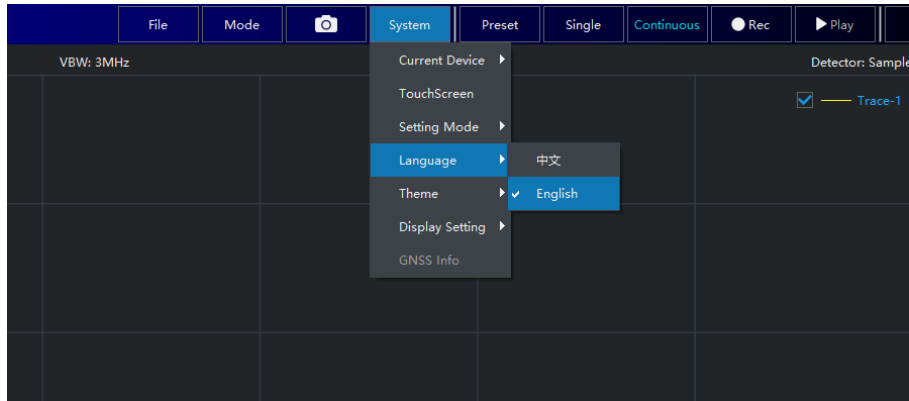 File Mode System Preset Single Continuous Rec Play
VBW: 3MHz
Detector: Sample
Trace-1
Current Device
TouchScreen
Setting Mode
Language
Theme
Display Setting
GNSS Info
中文
English